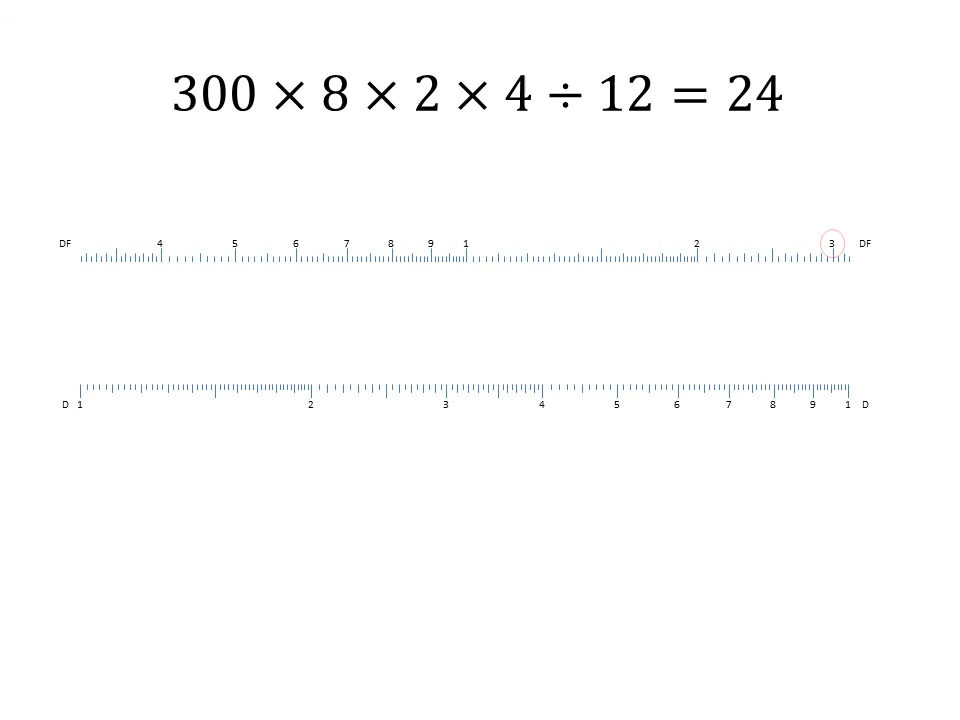 300 × 8 × 2 × 4 ÷ 12 = 24
DF 4 5 6 7 8 9 1 2 3 DF
D 1 2 3 4 5 6 7 8 9 1 D